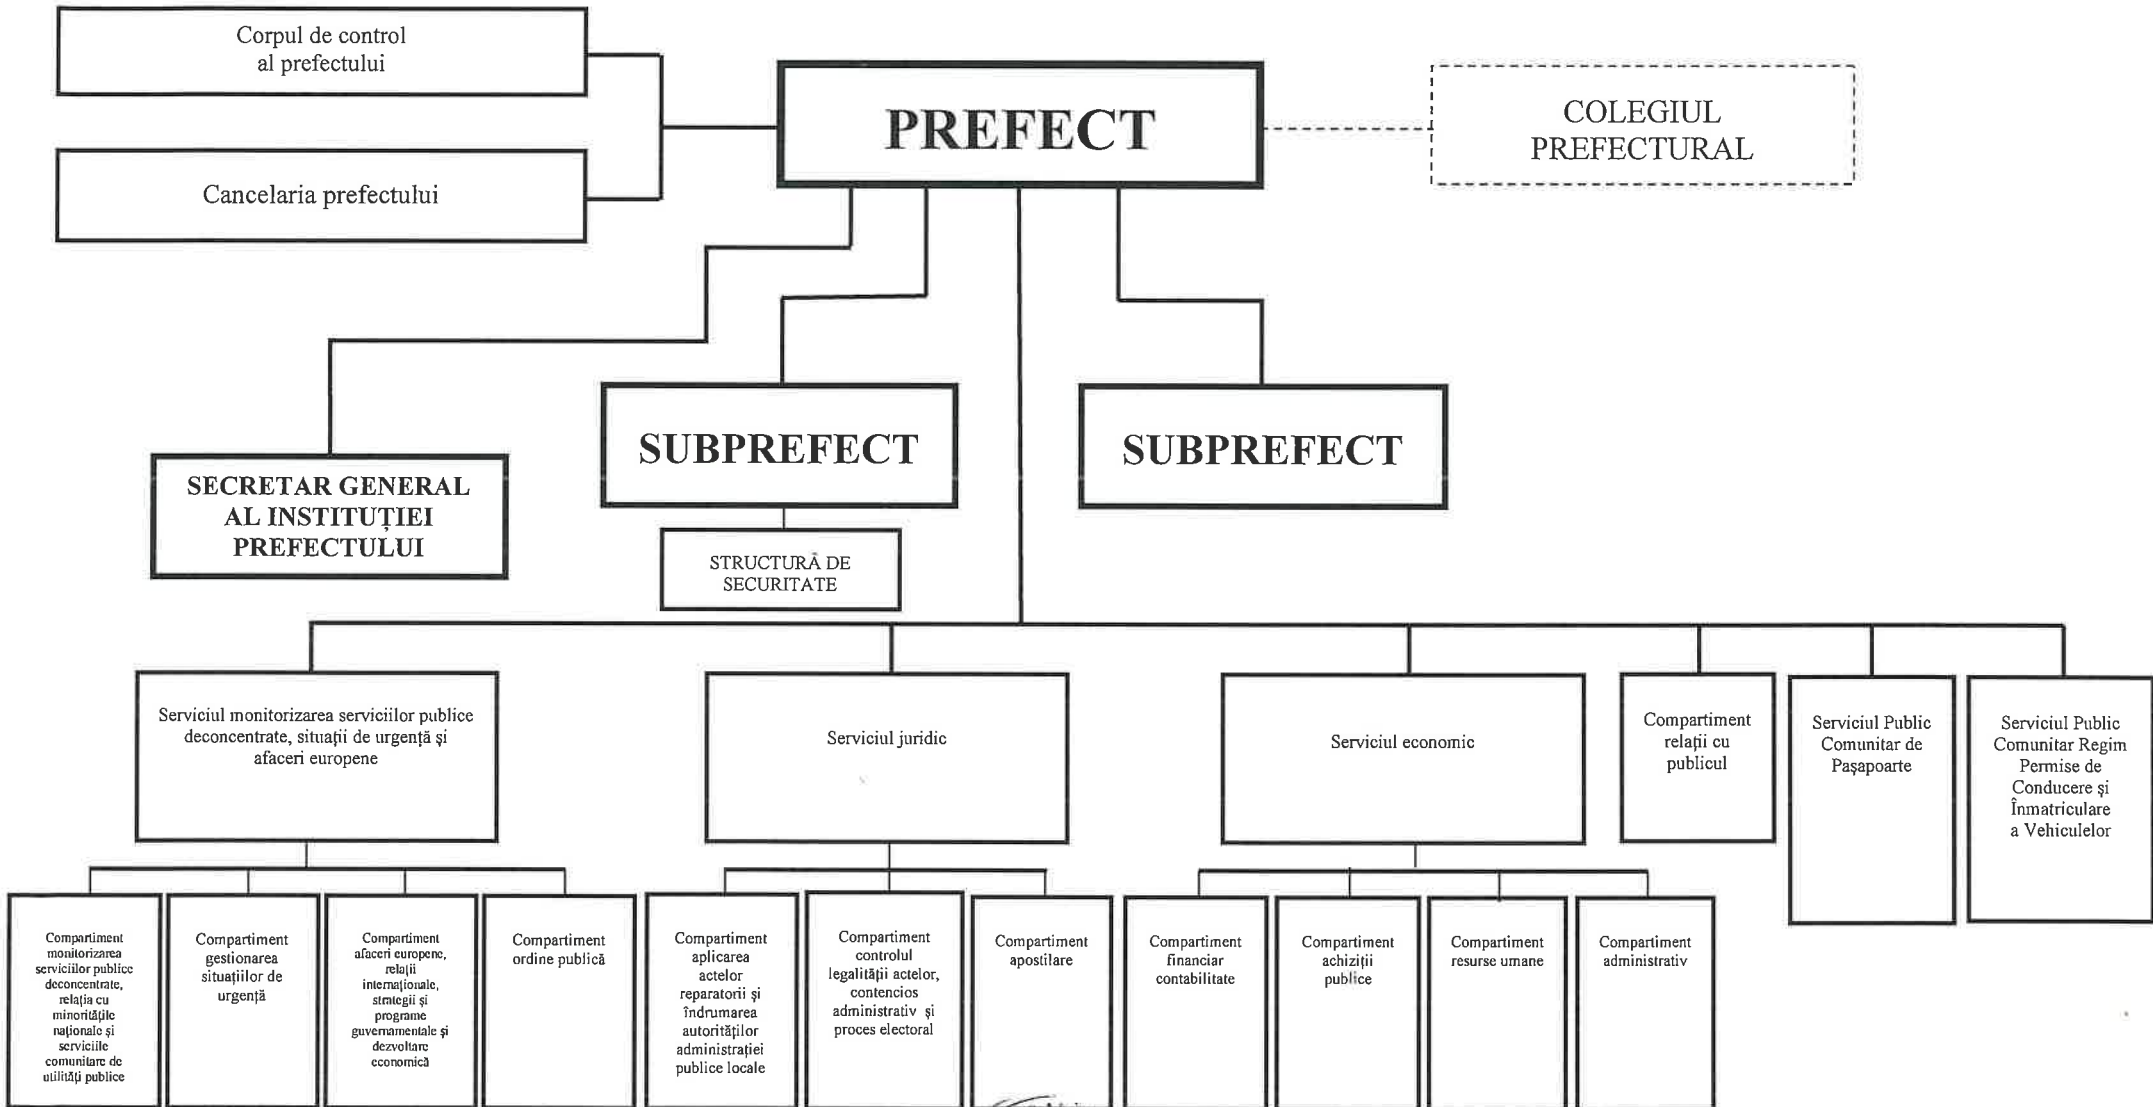 Corpul de control
al prefectului
PREFECT
COLEGIUL
PREFECTURAL
Cancelaria prefectului
SUBPREFECT
SUBPREFECT
SECRETAR GENERAL
AL INSTITUȚIEI
PREFECTULUI
STRUCTURĂ DE
SECURITATE
Serviciul monitorizarea serviciilor publice
deconcentrate, situații de urgență și
afaceri europene
Serviciul juridic
Serviciul economic
Compartiment
relații cu
publicul
Serviciul Public
Comunitar de
Pașapoarte
Serviciul Public
Comunitar Regim
Permise de
Conducere și
Înmatriculare
a Vehiculelor
Compartiment
monitorizarea
serviciilor publice
deconcentrate,
relația cu
minoritățile
naționale și
serviciile
comunitare de
utilități publice
Compartiment
gestionarea
situațiilor de
urgență
Compartiment
afaceri europene,
relații
internaționale,
strategii și
programe
guvernamentale și
dezvoltare
economică
Compartiment
ordine publică
Compartiment
aplicarea
actelor
reparatorii și
îndrumarea
autorităților
administrației
publice locale
Compartiment
controlul
legalității actelor,
contencios
administrativ și
proces electoral
Compartiment
apostilare
Compartiment
financiar
contabilitate
Compartiment
achiziții
publice
Compartiment
resurse umane
Compartiment
administrativ